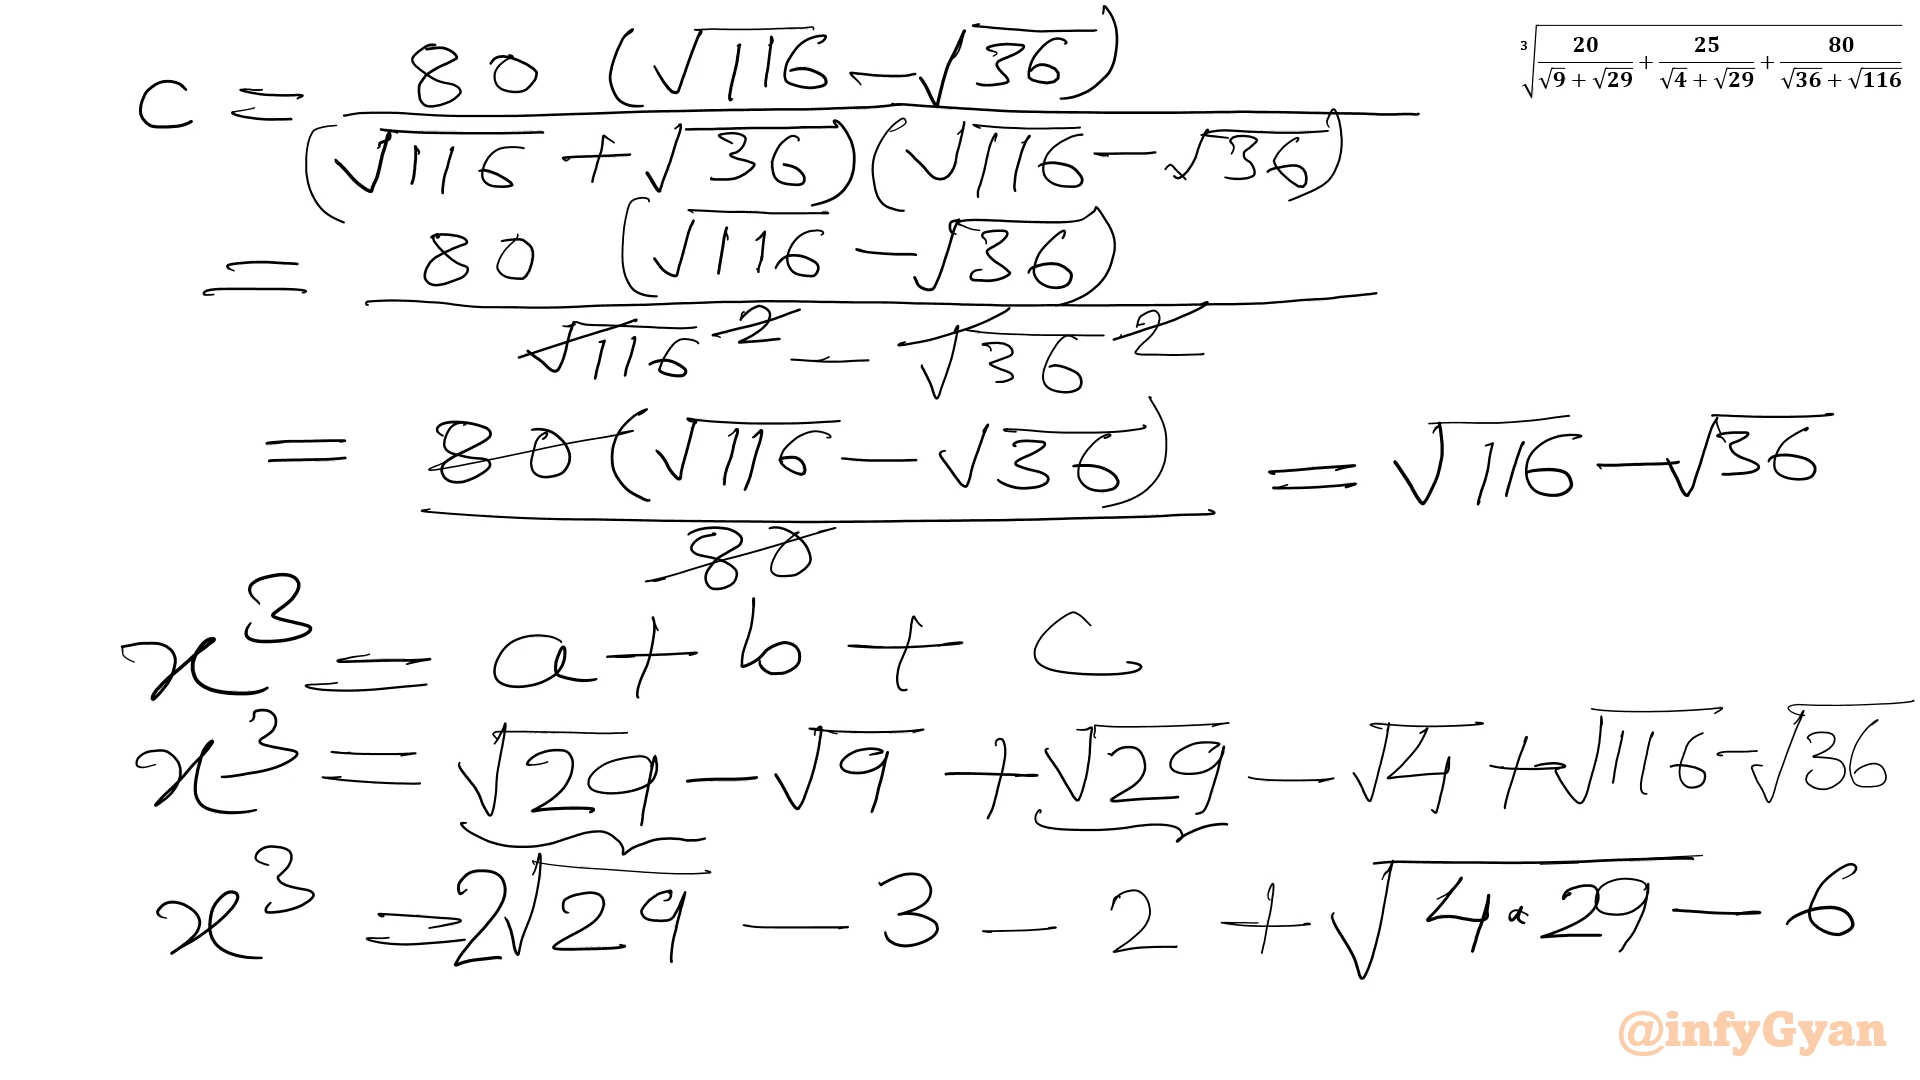 ∛(20/(√9 + √29) + 25/(√4 + √29) + 80/(√36 + √116))
c = 80 (√116 − √36) / (√116 + √36)(√116 − √36)
= 80 (√116 − √36) / √116² − √36²
= 80 (√116 − √36) / 80 = √116 − √36
x³ = a + b + c
x³ = √29 − √9 + √29 − √4 + √116 − √36
x³ = 2√29 − 3 − 2 + √4·29 − 6
@infyGyan